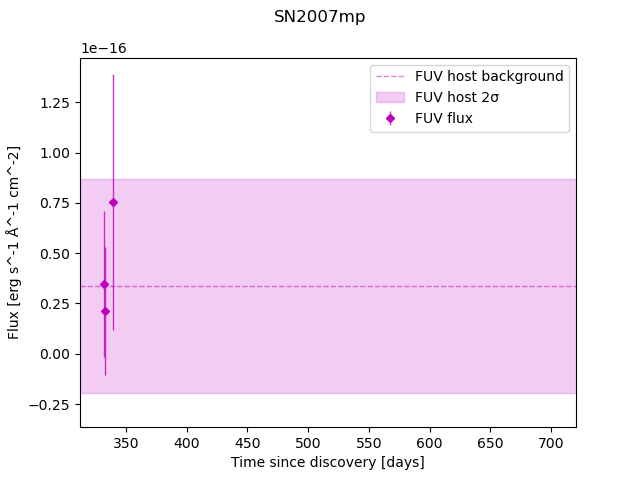 SN2007mp
1e−16
FUV host background
FUV host 2σ
FUV flux
1.25
1.00
0.75
0.50
0.25
0.00
−0.25
Flux [erg s^-1 Å^-1 cm^-2]
350 400 450 500 550 600 650 700
Time since discovery [days]